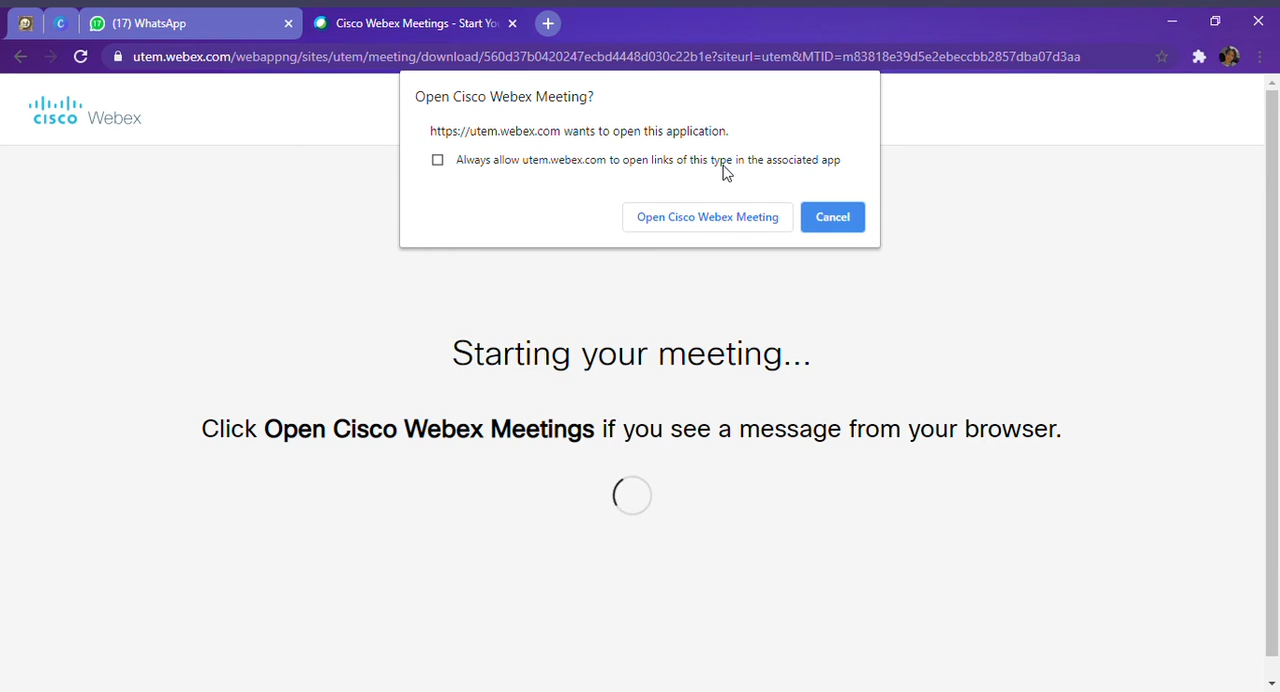 C
(17) WhatsApp
Cisco Webex Meetings - Start Yo
utem.webex.com/webappng/sites/utem/meeting/download/560d37b0420247ecbd4448d030c22b1e?siteurl=utem&MTID=m83818e39d5e2ebeccbb2857dba07d3aa
CISCO Webex
Open Cisco Webex Meeting?
https://utem.webex.com wants to open this application.
Always allow utem.webex.com to open links of this type in the associated app
Open Cisco Webex Meeting
Cancel
Starting your meeting...
Click Open Cisco Webex Meetings if you see a message from your browser.